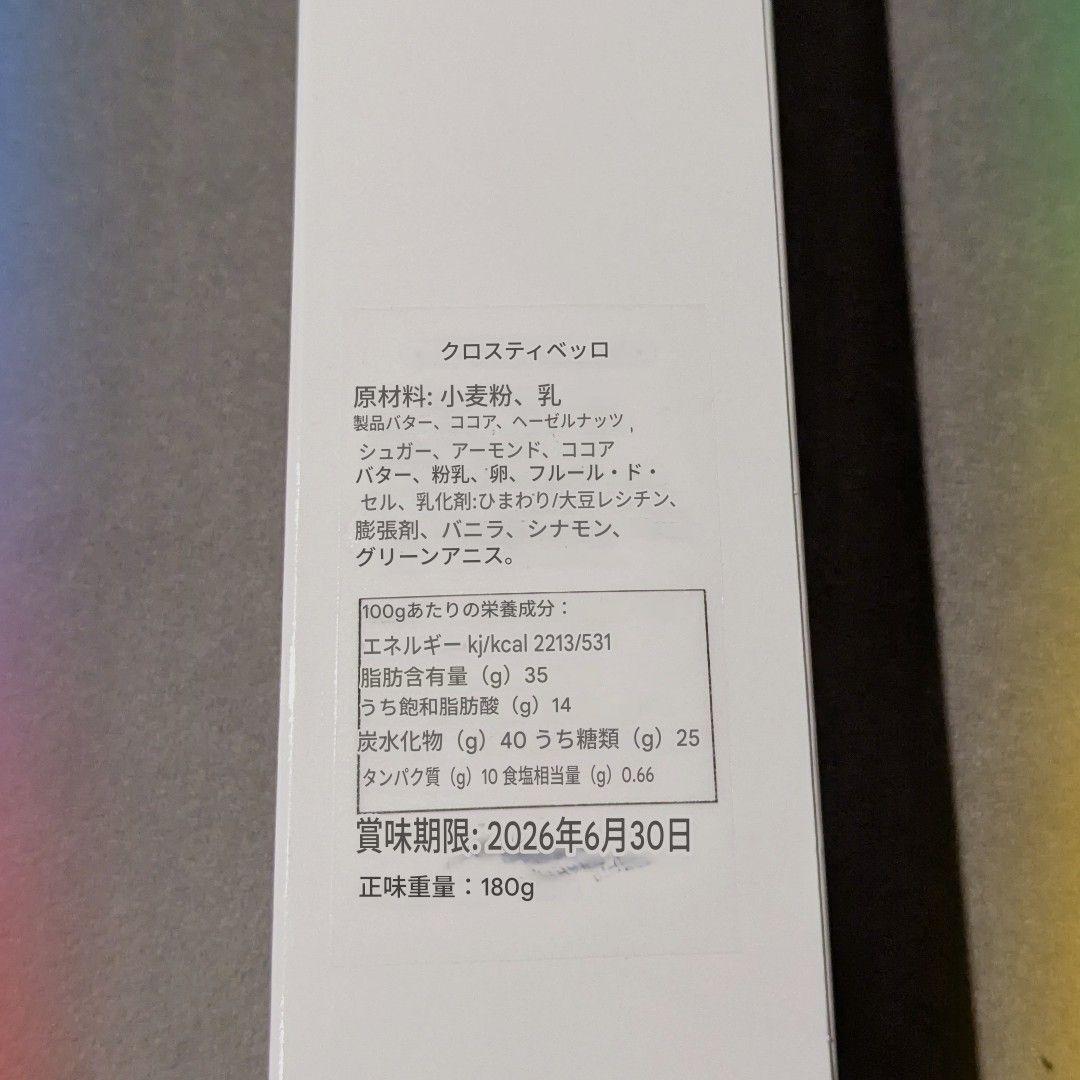 クロスティベッロ
原材料: 小麦粉、乳
製品バター、ココア、ヘーゼルナッツ,
シュガー、アーモンド、ココア
バター、粉乳、卵、フルール・ド・
セル、乳化剤:ひまわり/大豆レシチン、
膨張剤、バニラ、シナモン、
グリーンアニス。
100gあたりの栄養成分：
エネルギー kj/kcal 2213/531
脂肪含有量（g）35
うち飽和脂肪酸（g）14
炭水化物（g）40 うち糖類（g）25
タンパク質（g）10 食塩相当量（g）0.66
賞味期限: 2026年6月30日
正味重量：180g